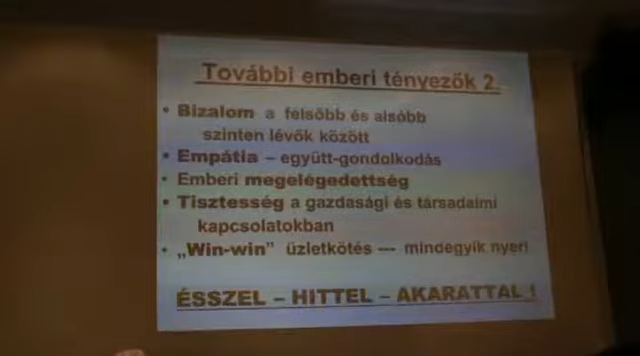 További emberi tényezők 2.
• Bizalom a felsőbb és alsóbb
szinten lévők között
• Empátia – együtt-gondolkodás
• Emberi megelégedettség
• Tisztesség a gazdasági és társadalmi
kapcsolatokban
• „Win-win” üzletkötés --- mindegyik nyer!
ÉSSZEL – HITTEL – AKARATTAL !